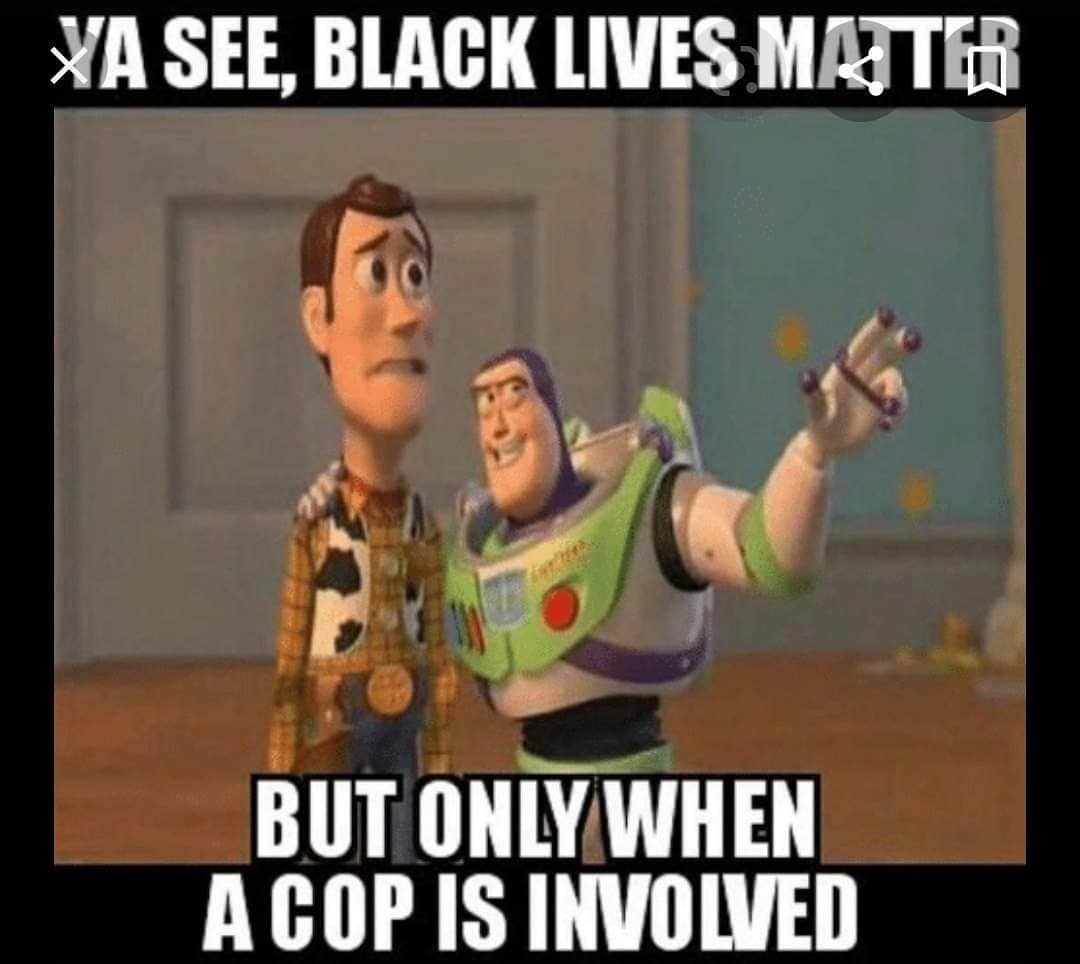 YA SEE, BLACK LIVES MATTER
BUT ONLY WHEN
A COP IS INVOLVED